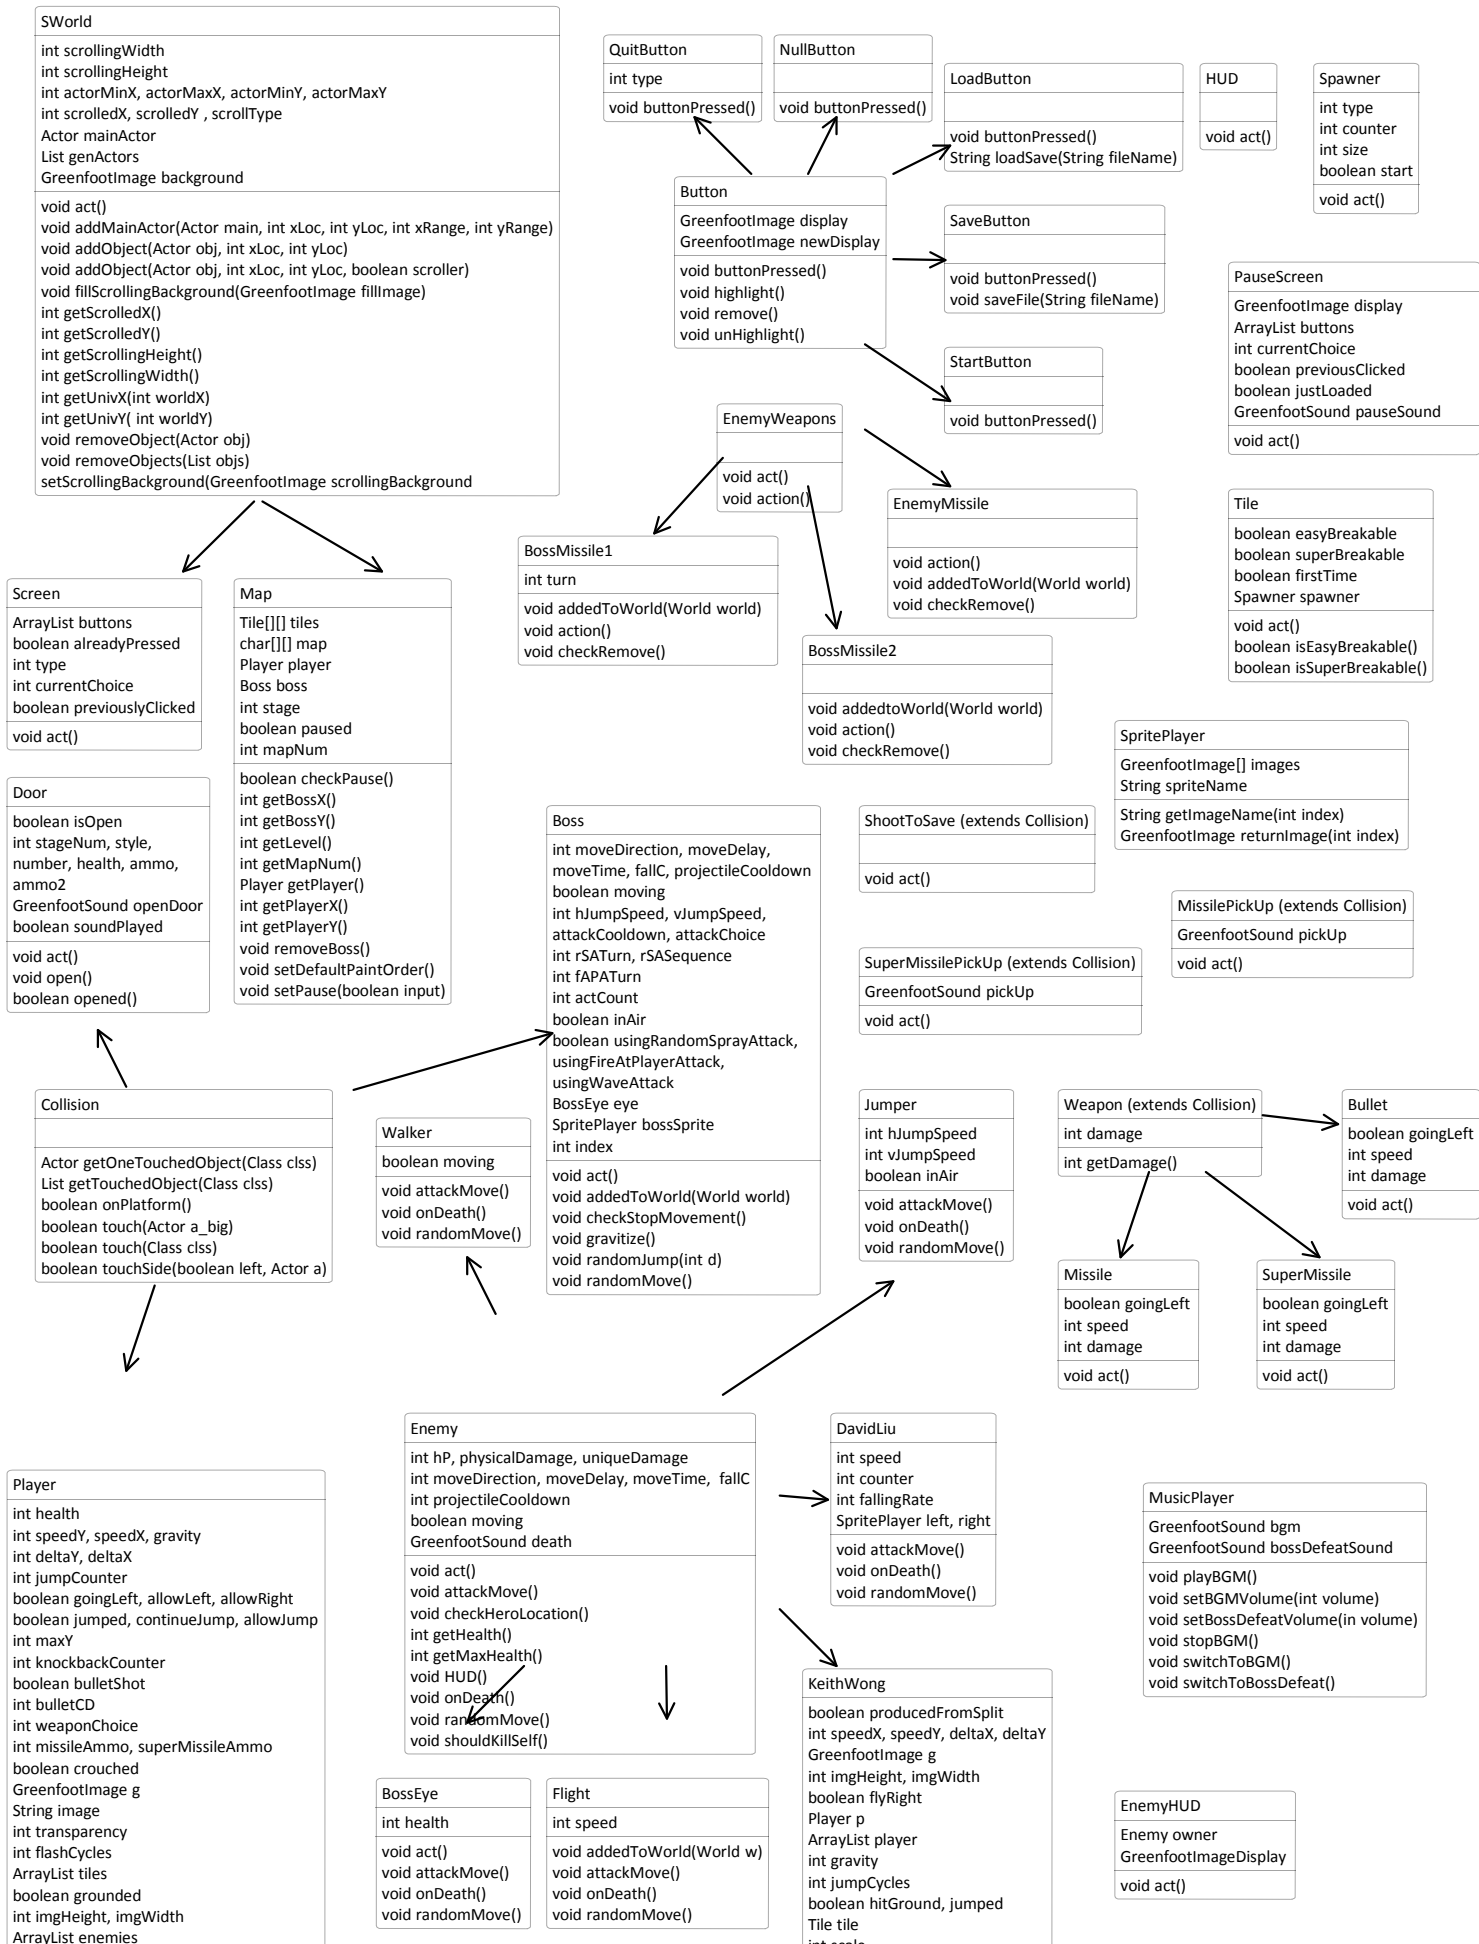 SWorld
int scrollingWidth
int scrollingHeight
int actorMinX, actorMaxX, actorMinY, actorMaxY
int scrolledX, scrolledY , scrollType
Actor mainActor
List genActors
GreenfootImage background
void act()
void addMainActor(Actor main, int xLoc, int yLoc, int xRange, int yRange)
void addObject(Actor obj, int xLoc, int yLoc)
void addObject(Actor obj, int xLoc, int yLoc, boolean scroller)
void fillScrollingBackground(GreenfootImage fillImage)
int getScrolledX()
int getScrolledY()
int getScrollingHeight()
int getScrollingWidth()
int getUnivX(int worldX)
int getUnivY( int worldY)
void removeObject(Actor obj)
void removeObjects(List objs)
setScrollingBackground(GreenfootImage scrollingBackground
QuitButton
int type
void buttonPressed()
NullButton
void buttonPressed()
LoadButton
void buttonPressed()
String loadSave(String fileName)
HUD
void act()
Spawner
int type
int counter
int size
boolean start
void act()
Button
GreenfootImage display
GreenfootImage newDisplay
void buttonPressed()
void highlight()
void remove()
void unHighlight()
SaveButton
void buttonPressed()
void saveFile(String fileName)
PauseScreen
GreenfootImage display
ArrayList buttons
int currentChoice
boolean previousClicked
boolean justLoaded
GreenfootSound pauseSound
void act()
StartButton
void buttonPressed()
EnemyWeapons
void act()
void action()
EnemyMissile
void action()
void addedToWorld(World world)
void checkRemove()
Tile
boolean easyBreakable
boolean superBreakable
boolean firstTime
Spawner spawner
void act()
boolean isEasyBreakable()
boolean isSuperBreakable()
BossMissile1
int turn
void addedToWorld(World world)
void action()
void checkRemove()
BossMissile2
void addedtoWorld(World world)
void action()
void checkRemove()
Screen
ArrayList buttons
boolean alreadyPressed
int type
int currentChoice
boolean previouslyClicked
void act()
Map
Tile[][] tiles
char[][] map
Player player
Boss boss
int stage
boolean paused
int mapNum
boolean checkPause()
int getBossX()
int getBossY()
int getLevel()
int getMapNum()
Player getPlayer()
int getPlayerX()
int getPlayerY()
void removeBoss()
void setDefaultPaintOrder()
void setPause(boolean input)
Door
boolean isOpen
int stageNum, style,
number, health, ammo,
ammo2
GreenfootSound openDoor
boolean soundPlayed
void act()
void open()
boolean opened()
SpritePlayer
GreenfootImage[] images
String spriteName
String getImageName(int index)
GreenfootImage returnImage(int index)
Boss
int moveDirection, moveDelay,
moveTime, fallC, projectileCooldown
boolean moving
int hJumpSpeed, vJumpSpeed,
attackCooldown, attackChoice
int rSATurn, rSASequence
int fAPATurn
int actCount
boolean inAir
boolean usingRandomSprayAttack,
usingFireAtPlayerAttack,
usingWaveAttack
BossEye eye
SpritePlayer bossSprite
int index
void act()
void addedToWorld(World world)
void checkStopMovement()
void gravitize()
void randomJump(int d)
void randomMove()
ShootToSave (extends Collision)
void act()
MissilePickUp (extends Collision)
GreenfootSound pickUp
void act()
SuperMissilePickUp (extends Collision)
GreenfootSound pickUp
void act()
Collision
Actor getOneTouchedObject(Class clss)
List getTouchedObject(Class clss)
boolean onPlatform()
boolean touch(Actor a_big)
boolean touch(Class clss)
boolean touchSide(boolean left, Actor a)
Walker
boolean moving
void attackMove()
void onDeath()
void randomMove()
Jumper
int hJumpSpeed
int vJumpSpeed
boolean inAir
void attackMove()
void onDeath()
void randomMove()
Weapon (extends Collision)
int damage
int getDamage()
Bullet
boolean goingLeft
int speed
int damage
void act()
Missile
boolean goingLeft
int speed
int damage
void act()
SuperMissile
boolean goingLeft
int speed
int damage
void act()
Enemy
int hP, physicalDamage, uniqueDamage
int moveDirection, moveDelay, moveTime,  fallC
int projectileCooldown
boolean moving
GreenfootSound death
void act()
void attackMove()
void checkHeroLocation()
int getHealth()
int getMaxHealth()
void HUD()
void onDeath()
void randomMove()
void shouldKillSelf()
DavidLiu
int speed
int counter
int fallingRate
SpritePlayer left, right
void attackMove()
void onDeath()
void randomMove()
Player
int health
int speedY, speedX, gravity
int deltaY, deltaX
int jumpCounter
boolean goingLeft, allowLeft, allowRight
boolean jumped, continueJump, allowJump
int maxY
int knockbackCounter
boolean bulletShot
int bulletCD
int weaponChoice
int missileAmmo, superMissileAmmo
boolean crouched
GreenfootImage g
String image
int transparency
int flashCycles
ArrayList tiles
boolean grounded
int imgHeight, imgWidth
ArrayList enemies
MusicPlayer
GreenfootSound bgm
GreenfootSound bossDefeatSound
void playBGM()
void setBGMVolume(int volume)
void setBossDefeatVolume(in volume)
void stopBGM()
void switchToBGM()
void switchToBossDefeat()
KeithWong
boolean producedFromSplit
int speedX, speedY, deltaX, deltaY
GreenfootImage g
int imgHeight, imgWidth
boolean flyRight
Player p
ArrayList player
int gravity
int jumpCycles
boolean hitGround, jumped
Tile tile
BossEye
int health
void act()
void attackMove()
void onDeath()
void randomMove()
Flight
int speed
void addedToWorld(World w)
void attackMove()
void onDeath()
void randomMove()
EnemyHUD
Enemy owner
GreenfootImageDisplay
void act()